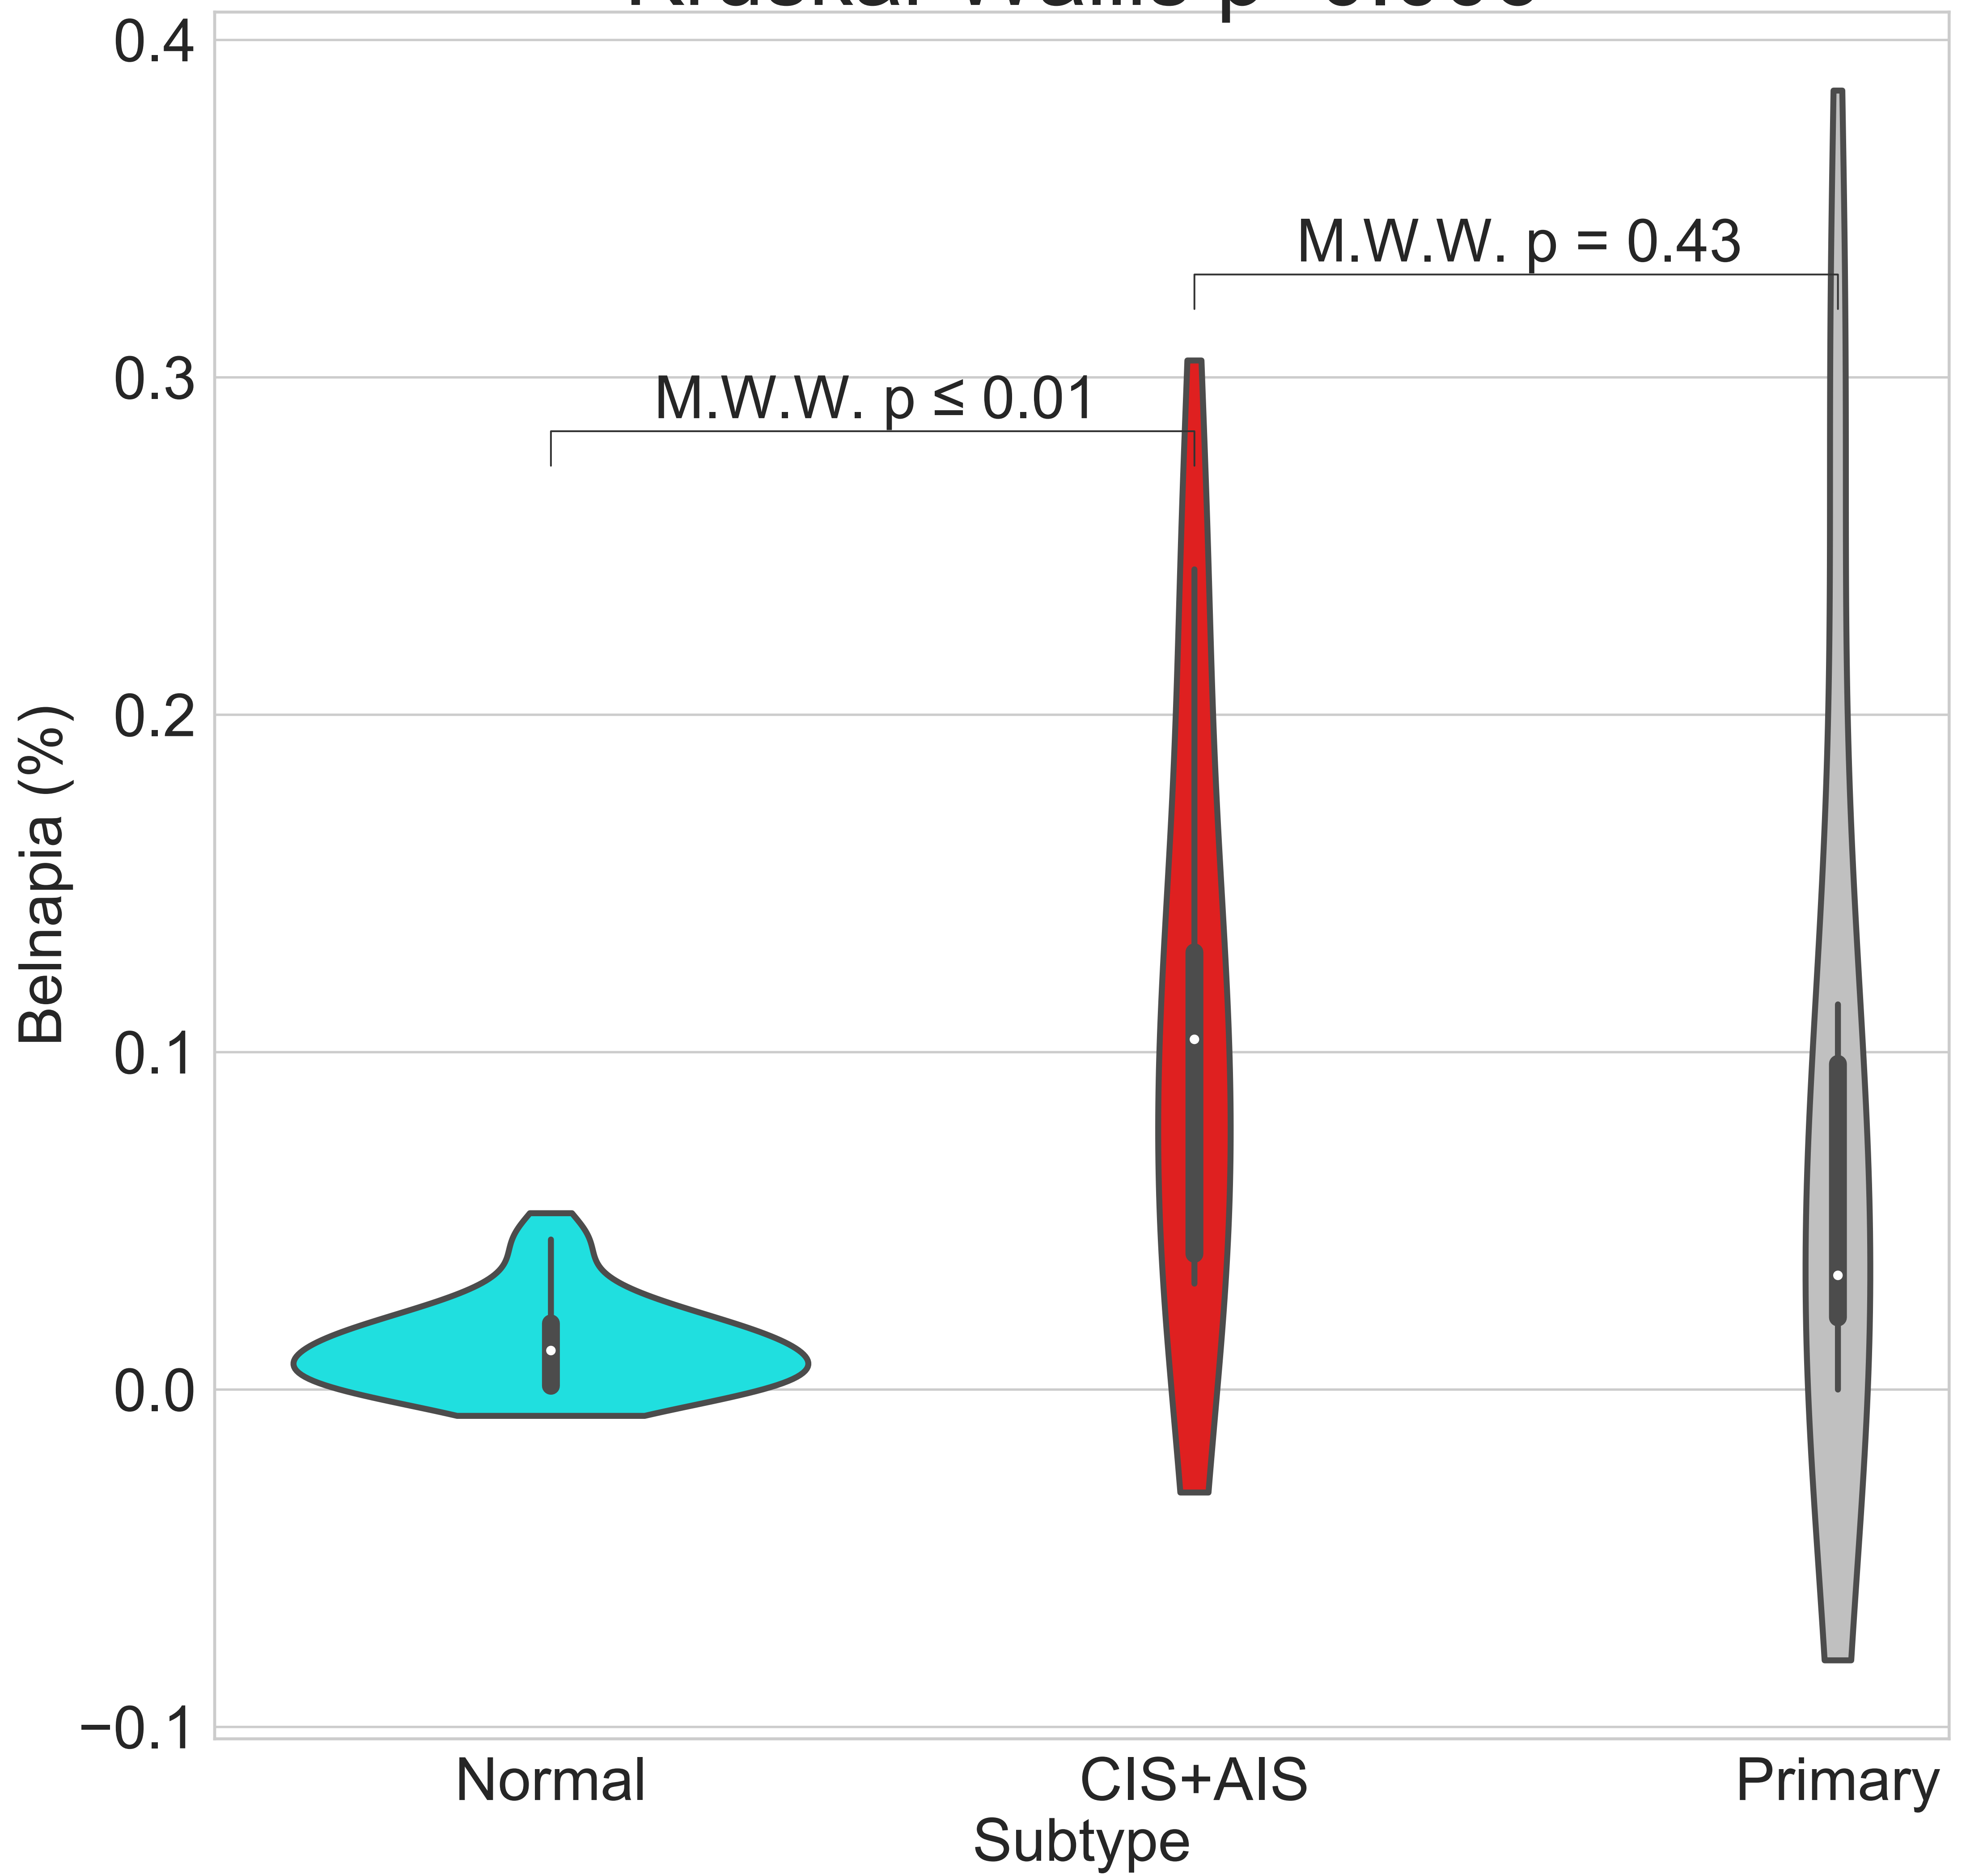 0.4
M.W.W. p = 0.43
0.3
M.W.W. p ≤ 0.01
0.2
Belnapia (%)
0.1
0.0
−0.1
Normal CIS+AIS Primary
Subtype